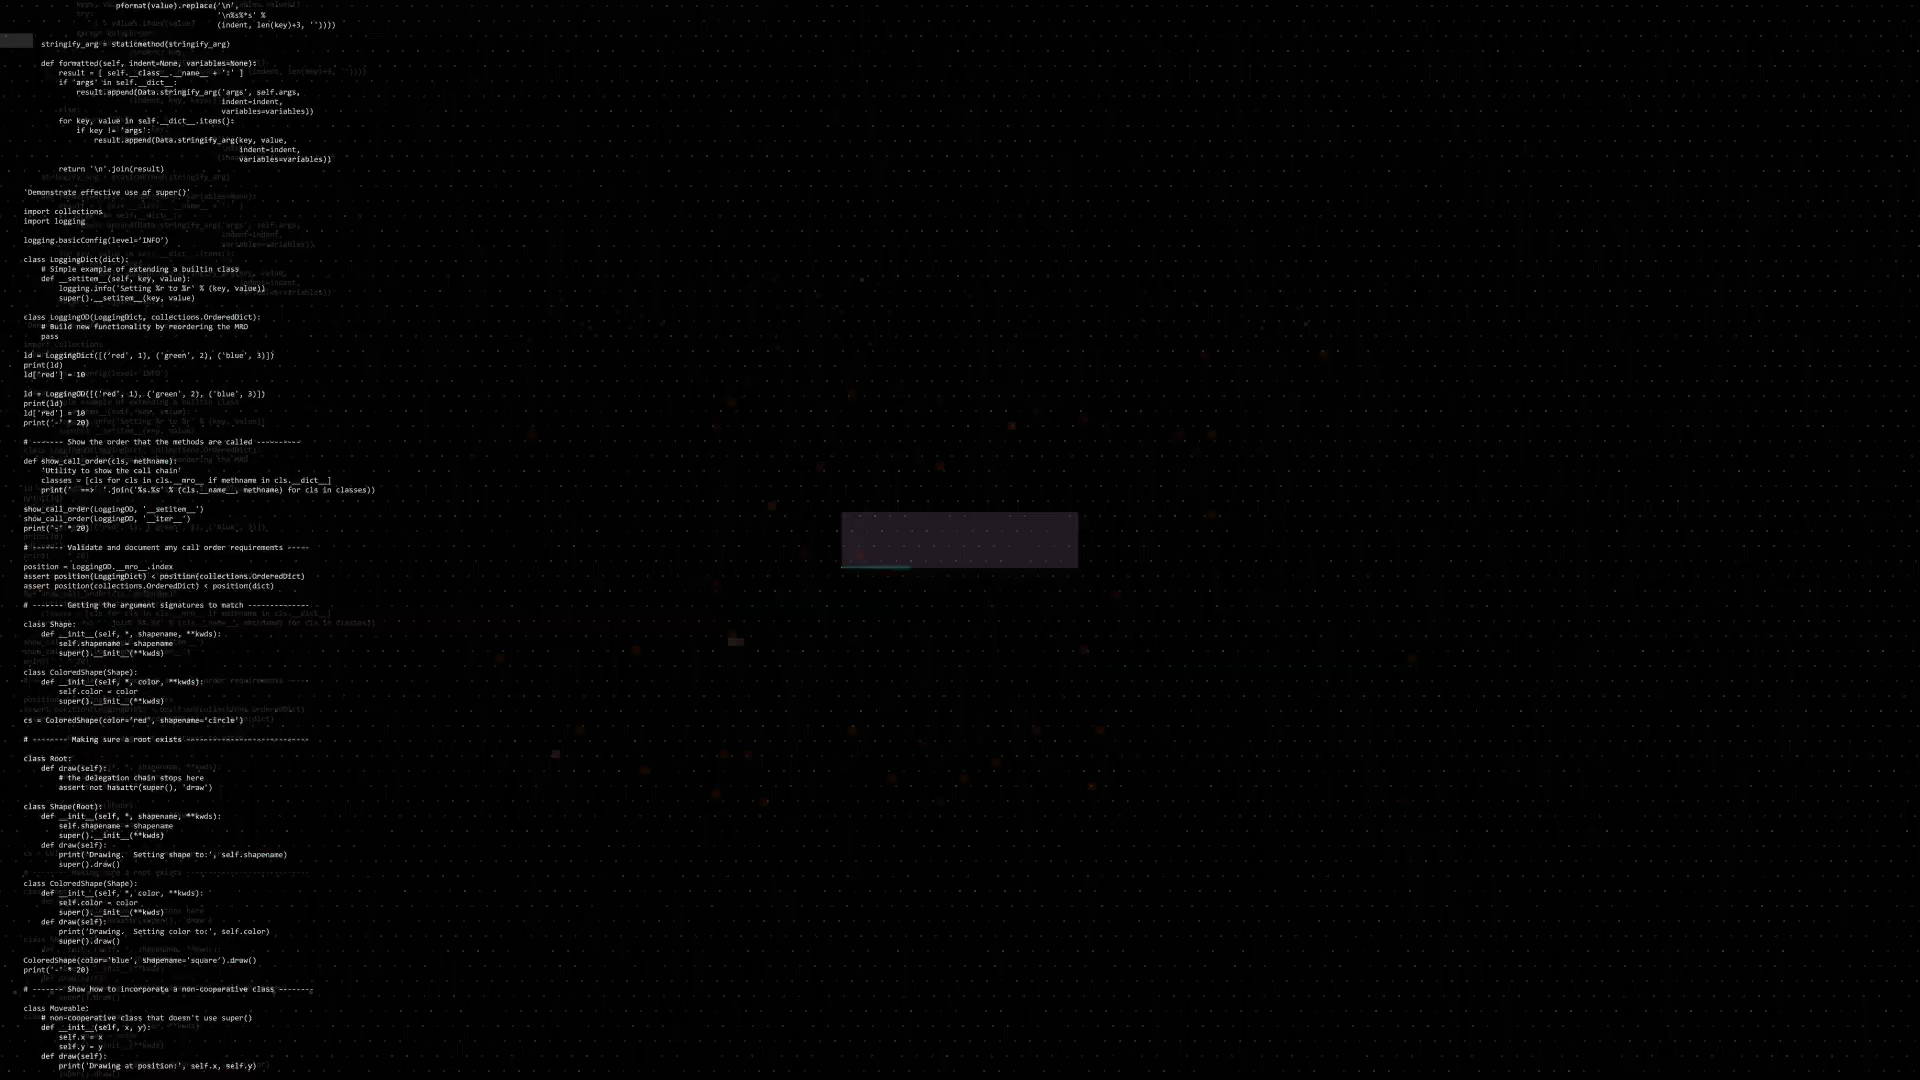 pformat(value).replace('\n',
'\n%s%*s' %
(indent, len(key)+3, ''))))
stringify_arg = staticmethod(stringify_arg)
def formatted(self, indent=None, variables=None):
result = [ self.__class__.__name__ + ':' ]
if 'args' in self.__dict__:
result.append(Data.stringify_arg('args', self.args,
indent=indent,
variables=variables))
for key, value in self.__dict__.items():
if key != 'args':
result.append(Data.stringify_arg(key, value,
indent=indent,
variables=variables))
return '\n'.join(result)
'Demonstrate effective use of super()'
import collections
import logging
logging.basicConfig(level='INFO')
class LoggingDict(dict):
# Simple example of extending a builtin class
def __setitem__(self, key, value):
logging.info('Setting %r to %r' % (key, value))
super().__setitem__(key, value)
class LoggingOD(LoggingDict, collections.OrderedDict):
# Build new functionality by reordering the MRO
pass
ld = LoggingDict([('red', 1), ('green', 2), ('blue', 3)])
print(ld)
ld['red'] = 10
ld = LoggingOD([('red', 1), ('green', 2), ('blue', 3)])
print(ld)
ld['red'] = 10
print('-' * 20)
# ------- Show the order that the methods are called ----------
def show_call_order(cls, methname):
'Utility to show the call chain'
classes = [cls for cls in cls.__mro__ if methname in cls.__dict__]
print('  ==>  '.join('%s.%s' % (cls.__name__, methname) for cls in classes))
show_call_order(LoggingOD, '__setitem__')
show_call_order(LoggingOD, '__iter__')
print('-' * 20)
# ------- Validate and document any call order requirements -----
position = LoggingOD.__mro__.index
assert position(LoggingDict) < position(collections.OrderedDict)
assert position(collections.OrderedDict) < position(dict)
# ------- Getting the argument signatures to match --------------
class Shape:
def __init__(self, *, shapename, **kwds):
self.shapename = shapename
super().__init__(**kwds)
class ColoredShape(Shape):
def __init__(self, *, color, **kwds):
self.color = color
super().__init__(**kwds)
cs = ColoredShape(color='red', shapename='circle')
# -------- Making sure a root exists ----------------------------
class Root:
def draw(self):
# the delegation chain stops here
assert not hasattr(super(), 'draw')
class Shape(Root):
def __init__(self, *, shapename, **kwds):
self.shapename = shapename
super().__init__(**kwds)
def draw(self):
print('Drawing.  Setting shape to:', self.shapename)
super().draw()
class ColoredShape(Shape):
def __init__(self, *, color, **kwds):
self.color = color
super().__init__(**kwds)
def draw(self):
print('Drawing.  Setting color to:', self.color)
super().draw()
ColoredShape(color='blue', shapename='square').draw()
print('-' * 20)
# ------- Show how to incorporate a non-cooperative class --------
class Moveable:
# non-cooperative class that doesn't use super()
def __init__(self, x, y):
self.x = x
self.y = y
def draw(self):
print('Drawing at position:', self.x, self.y)